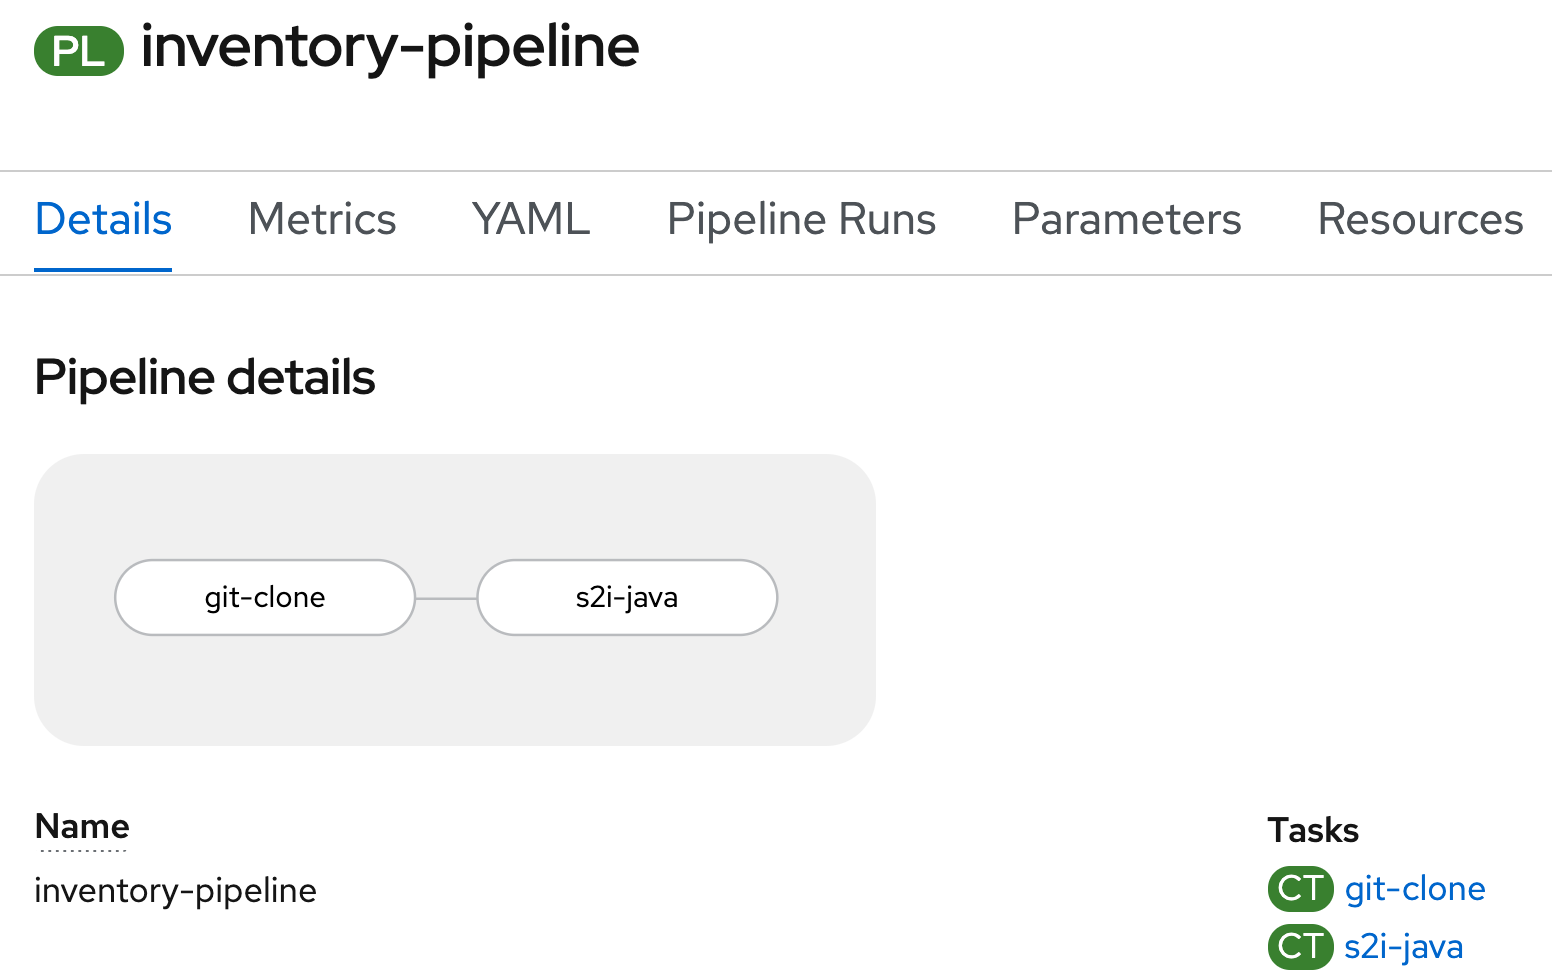 PL inventory-pipeline
Details Metrics YAML Pipeline Runs Parameters Resources
Pipeline details
git-clone s2i-java
Name
inventory-pipeline
Tasks
CT git-clone
CT s2i-java